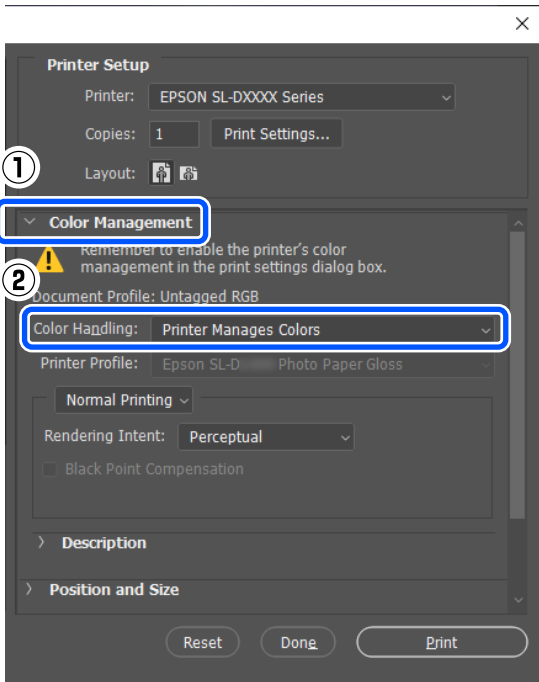 Printer Setup
Printer: EPSON SL-DXXXX Series
Copies: 1 Print Settings...
①
Layout:
Color Management
Remember to enable the printer's color
management in the print settings dialog box.
②
Document Profile: Untagged RGB
Color Handling: Printer Manages Colors
Printer Profile: Epson SL-D Photo Paper Gloss
Normal Printing
Rendering Intent: Perceptual
Black Point Compensation
Description
Position and Size
Reset Done Print